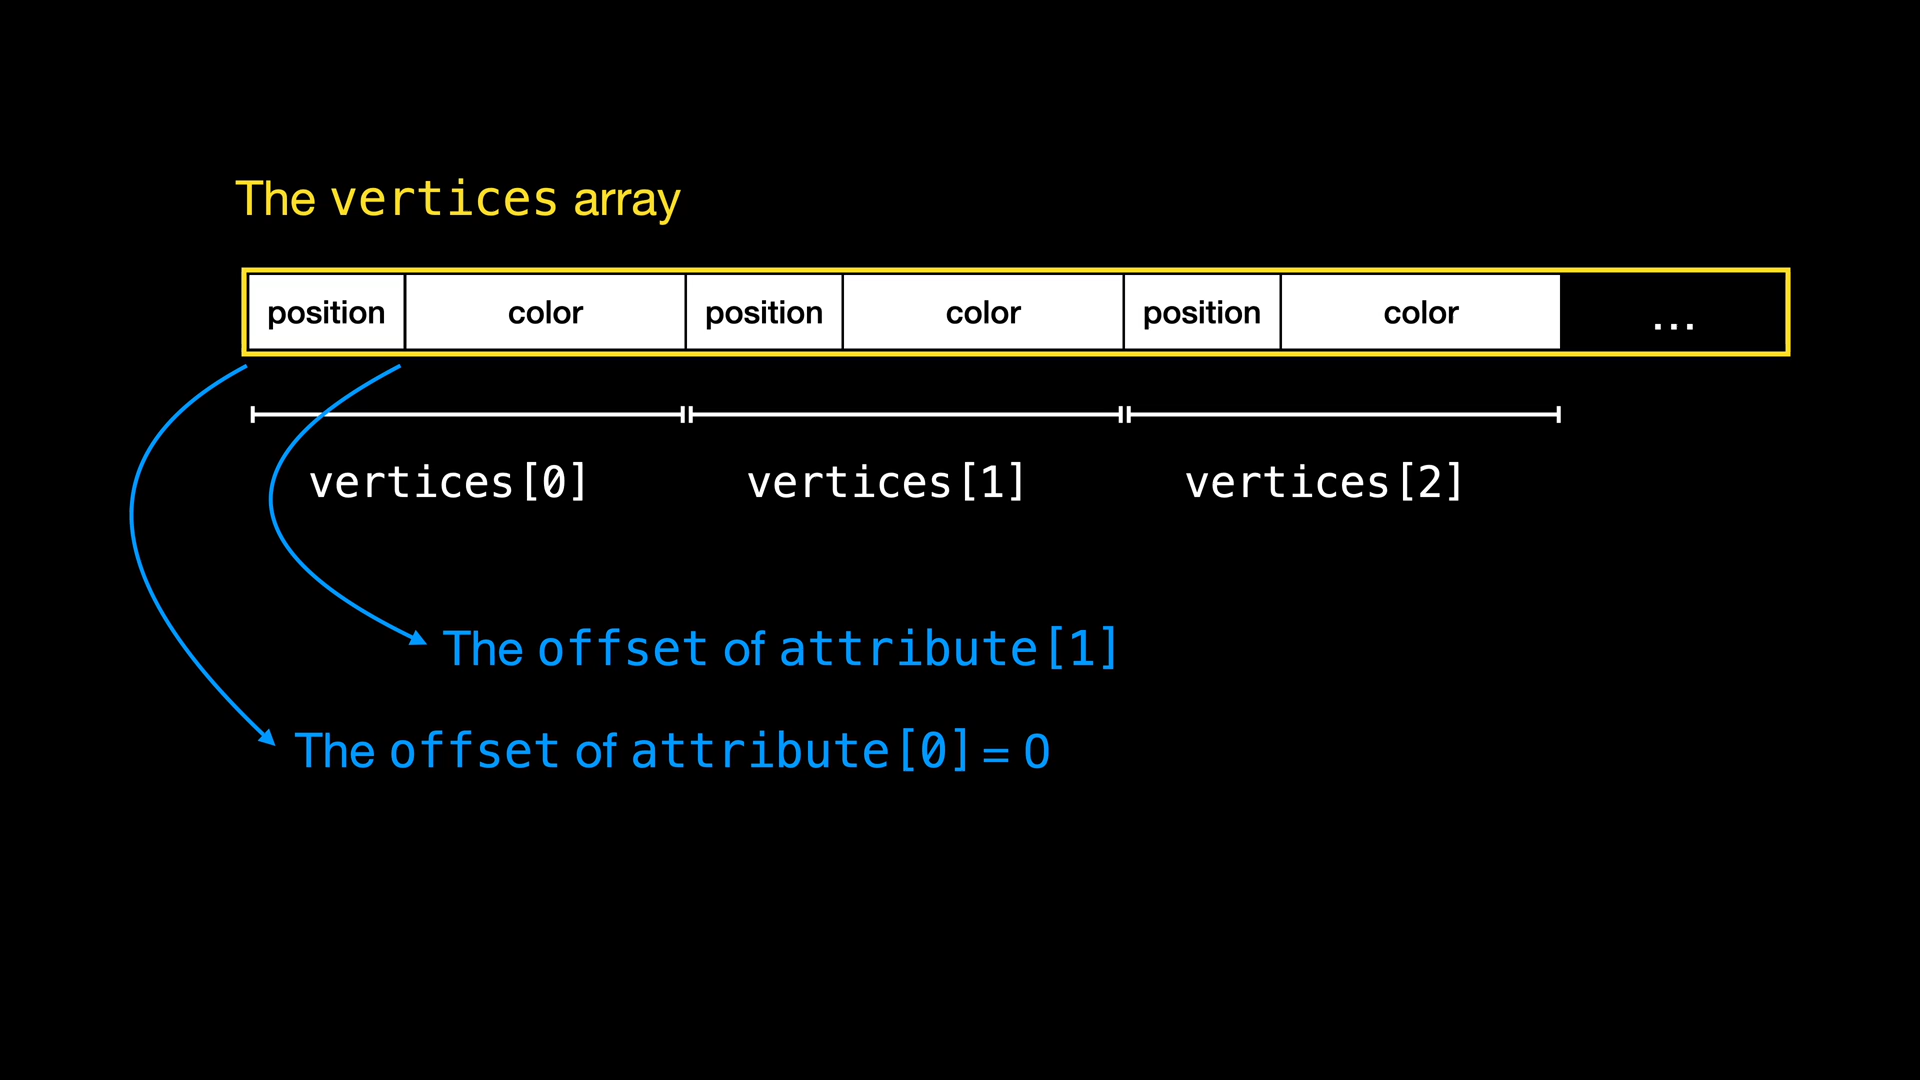 The vertices array
position color position color position color ...
vertices[0] vertices[1] vertices[2]
The offset of attribute[1]
The offset of attribute[0] = 0